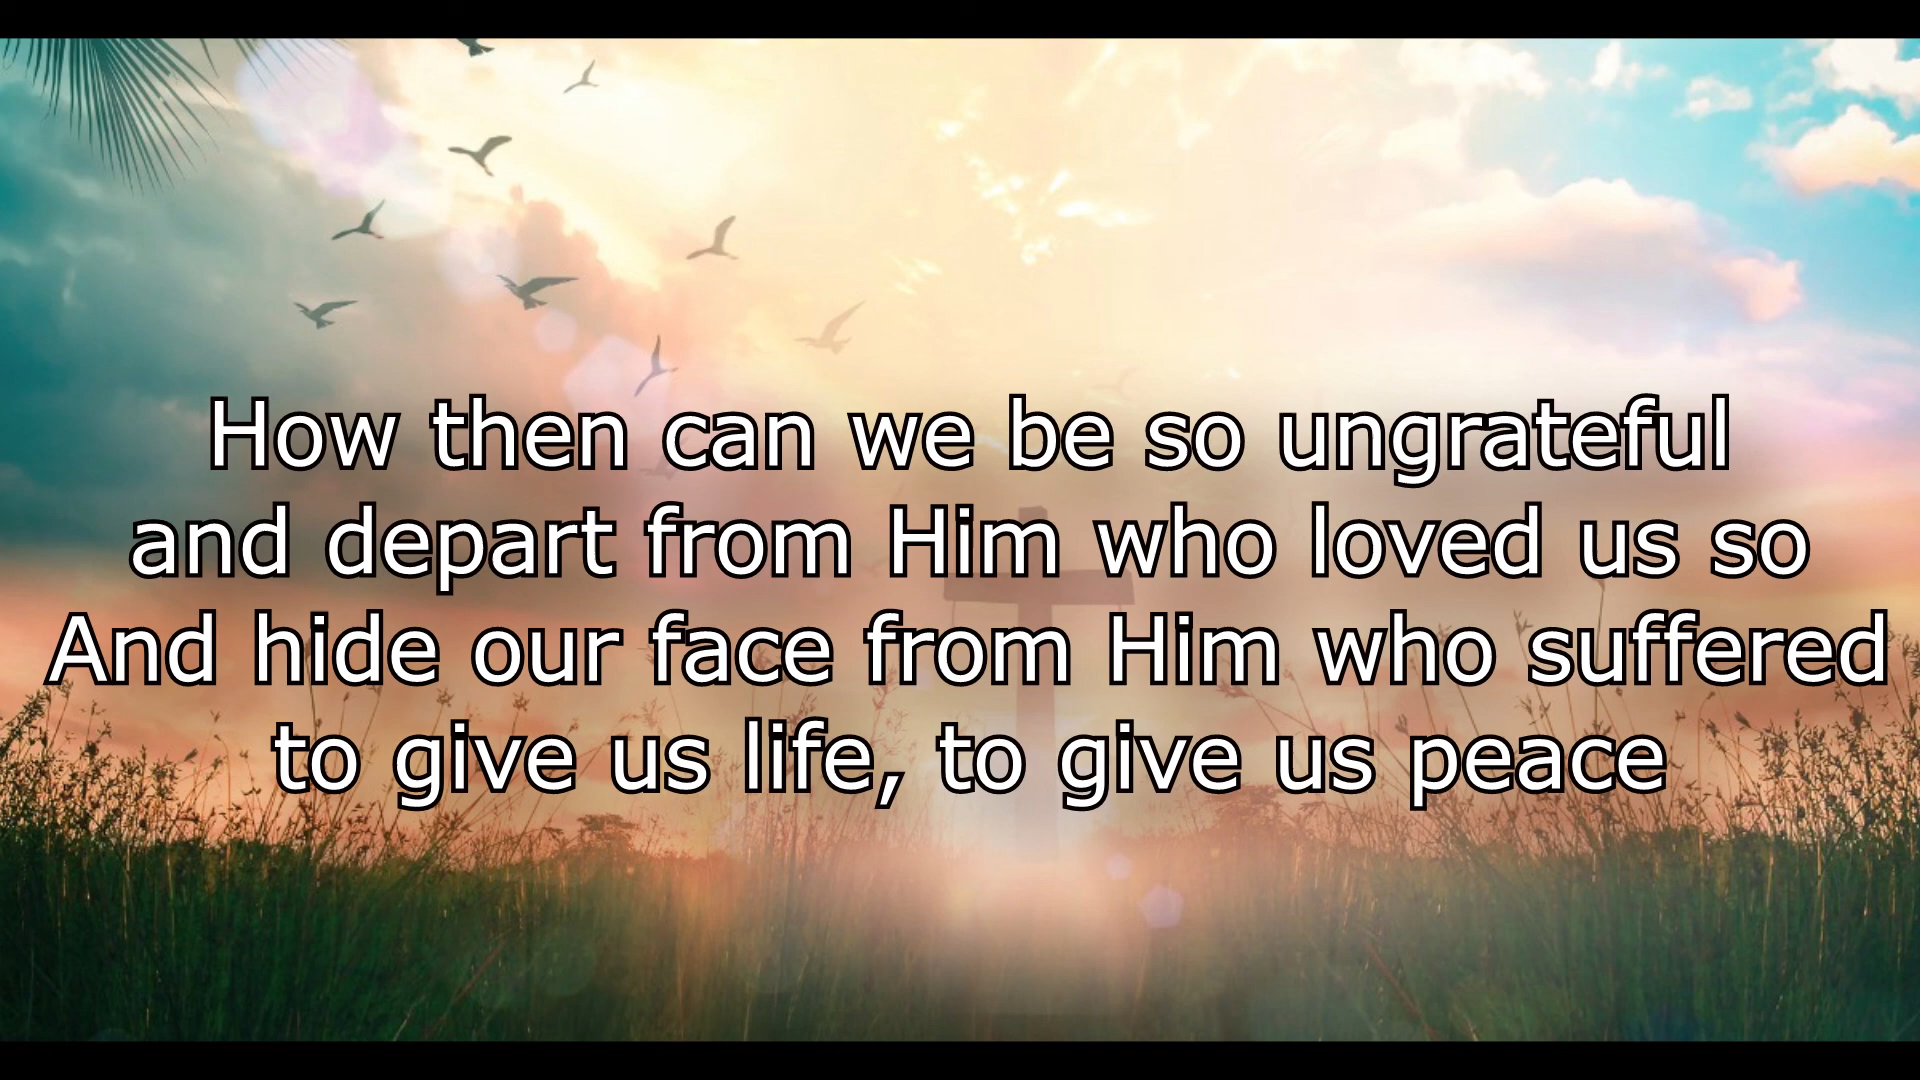 How then can we be so ungrateful
and depart from Him who loved us so
And hide our face from Him who suffered
to give us life, to give us peace